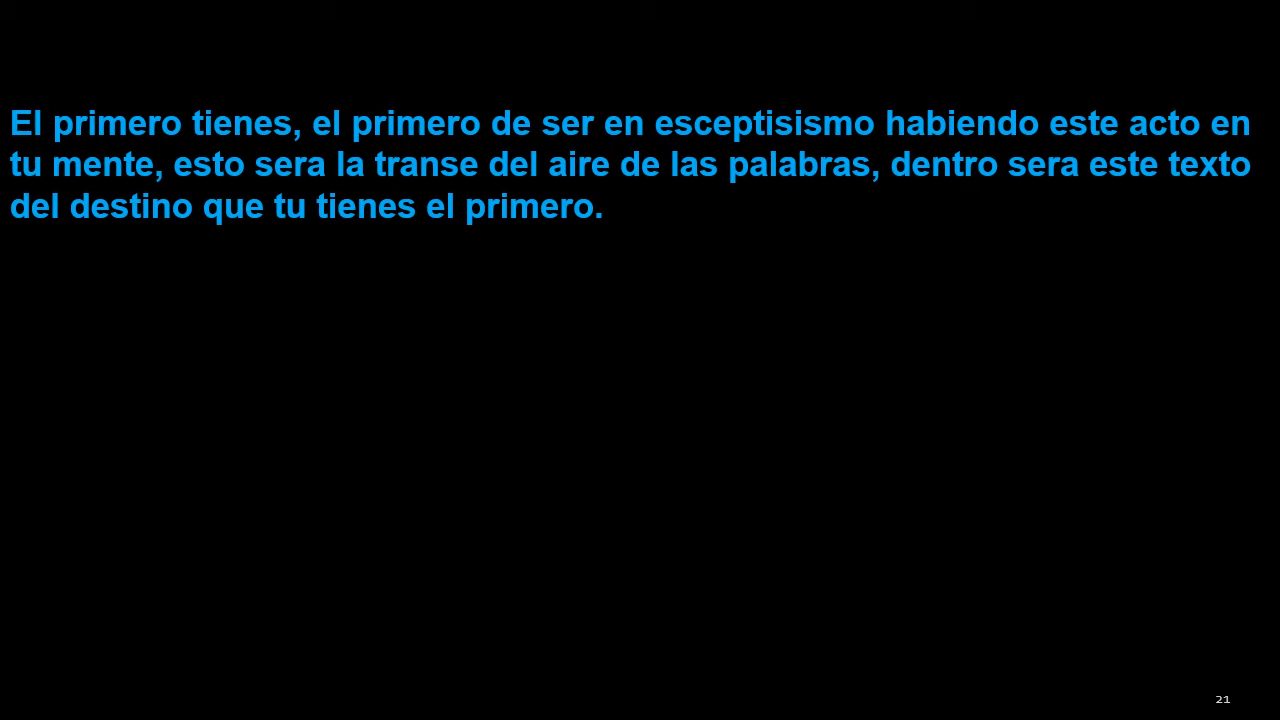 El primero tienes, el primero de ser en esceptisismo habiendo este acto en
tu mente, esto sera la transe del aire de las palabras, dentro sera este texto
del destino que tu tienes el primero.
21